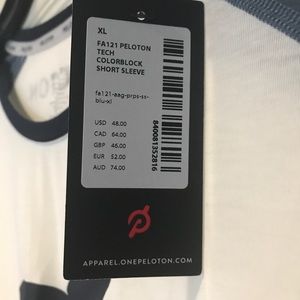 XL
FA121 PELOTON
TECH
COLORBLOCK
SHORT SLEEVE
fa121-aag-prps-ss-
blu-xl
USD 48.00
CAD 64.00
GBP 46.00
EUR 52.00
AUD 74.00
840081352816
APPAREL.ONEPELOTON.COM